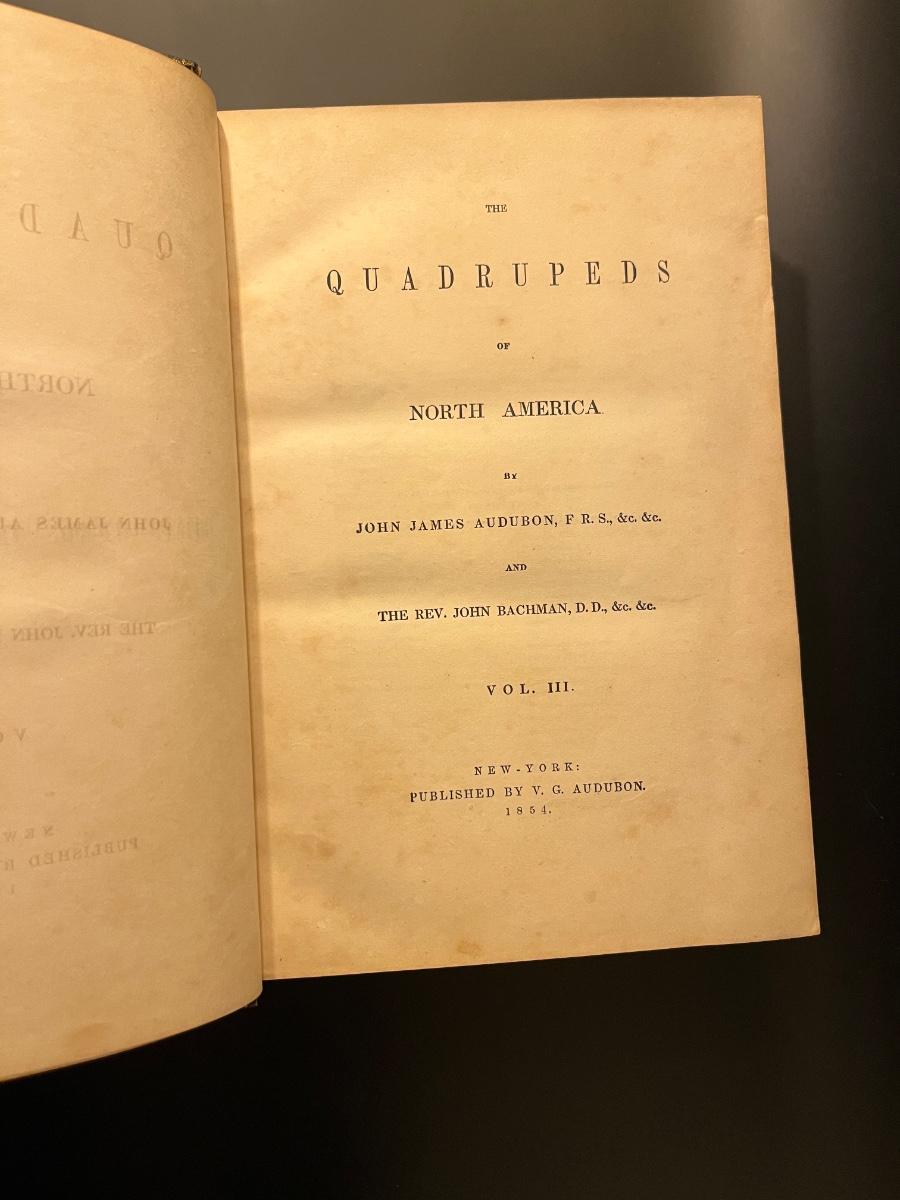 THE
Q U A D R U P E D S
OF
NORTH AMERICA.
BY
JOHN JAMES AUDUBON, F R. S., &c. &c.
AND
THE REV. JOHN BACHMAN, D. D., &c. &c.
VOL. III.
NEW-YORK:
PUBLISHED BY V. G. AUDUBON.
1854.